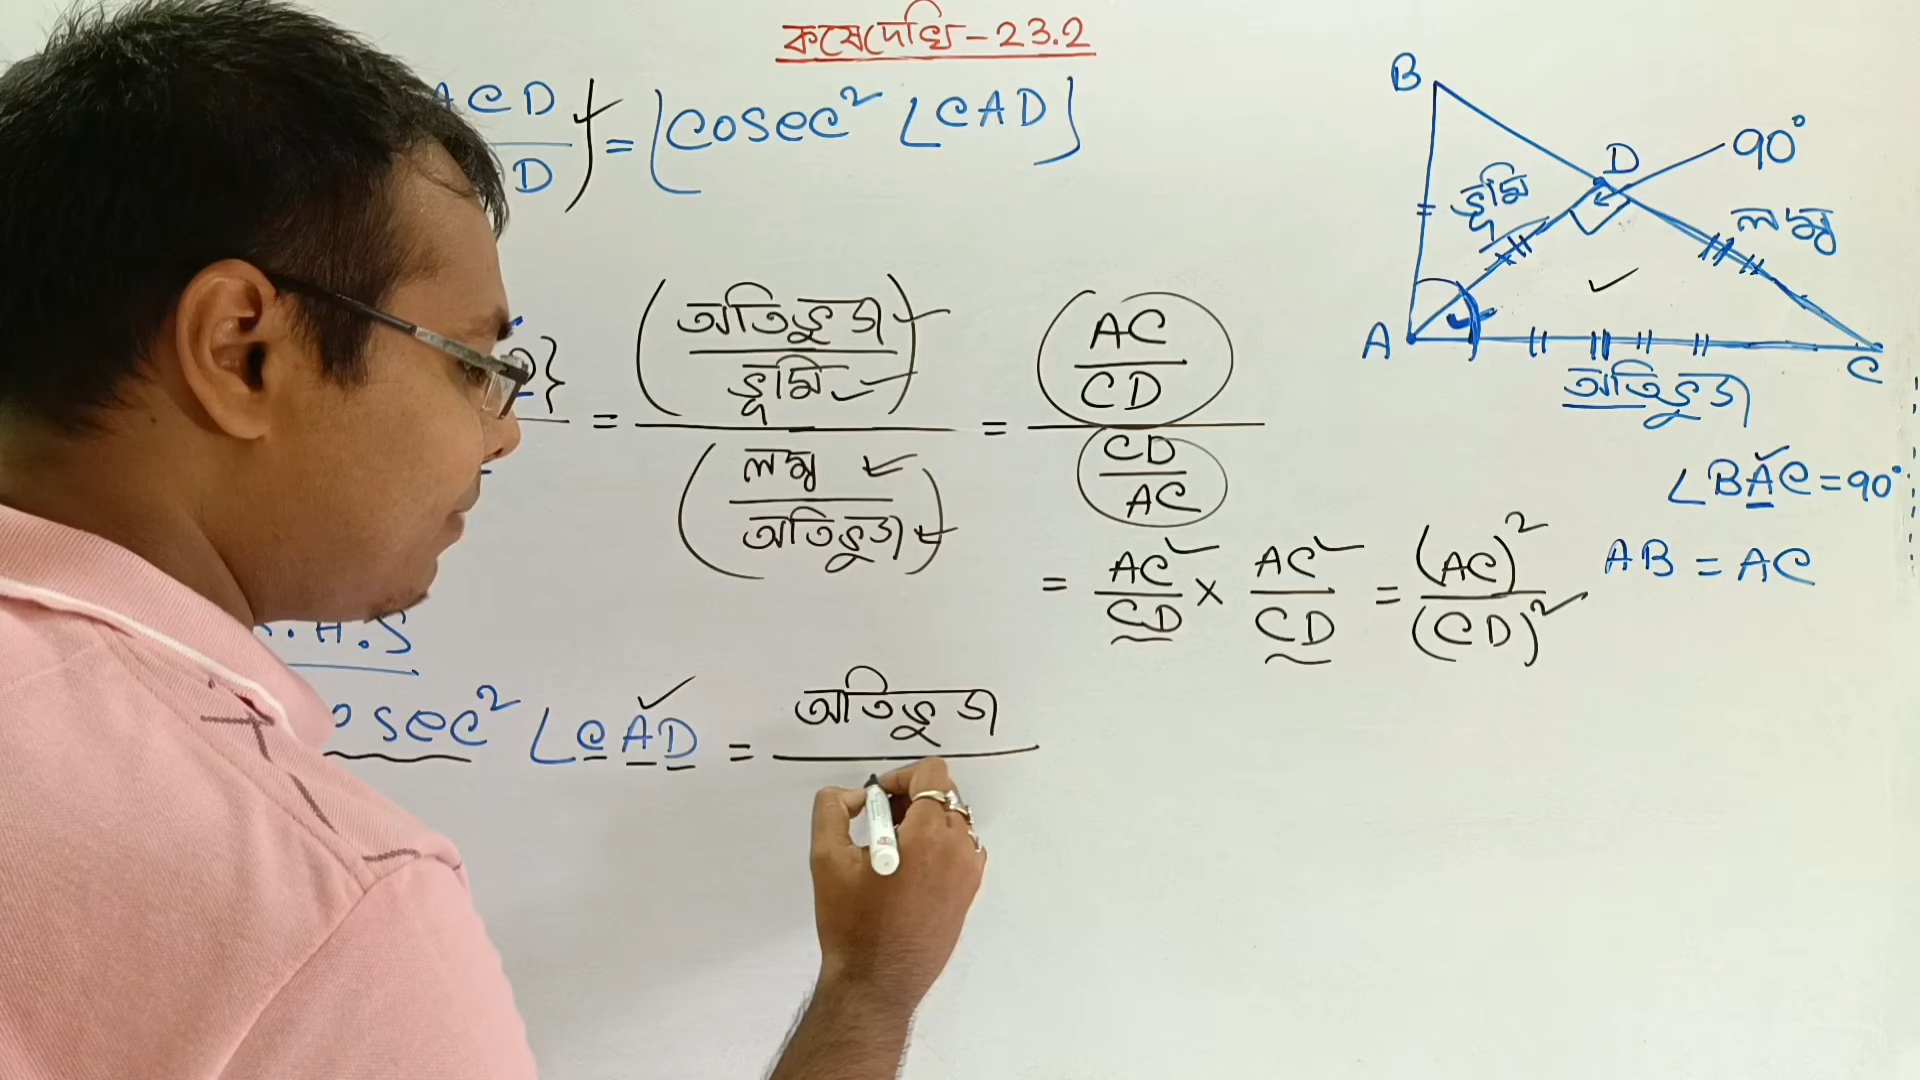 কষেদেখি-23.2
ACD / D = (cosec² ∠CAD)
B
D
90°
ভূমি
লম্ব
A
C
অতিভুজ
= (অতিভুজ / ভূমি) / (লম্ব / অতিভুজ) = (AC / CD) / (CD / AC)
∠BAC = 90°
AB = AC
= AC / CD × AC / CD = (AC)² / (CD)²
R.H.S
cosec² ∠CAD = অতিভুজ